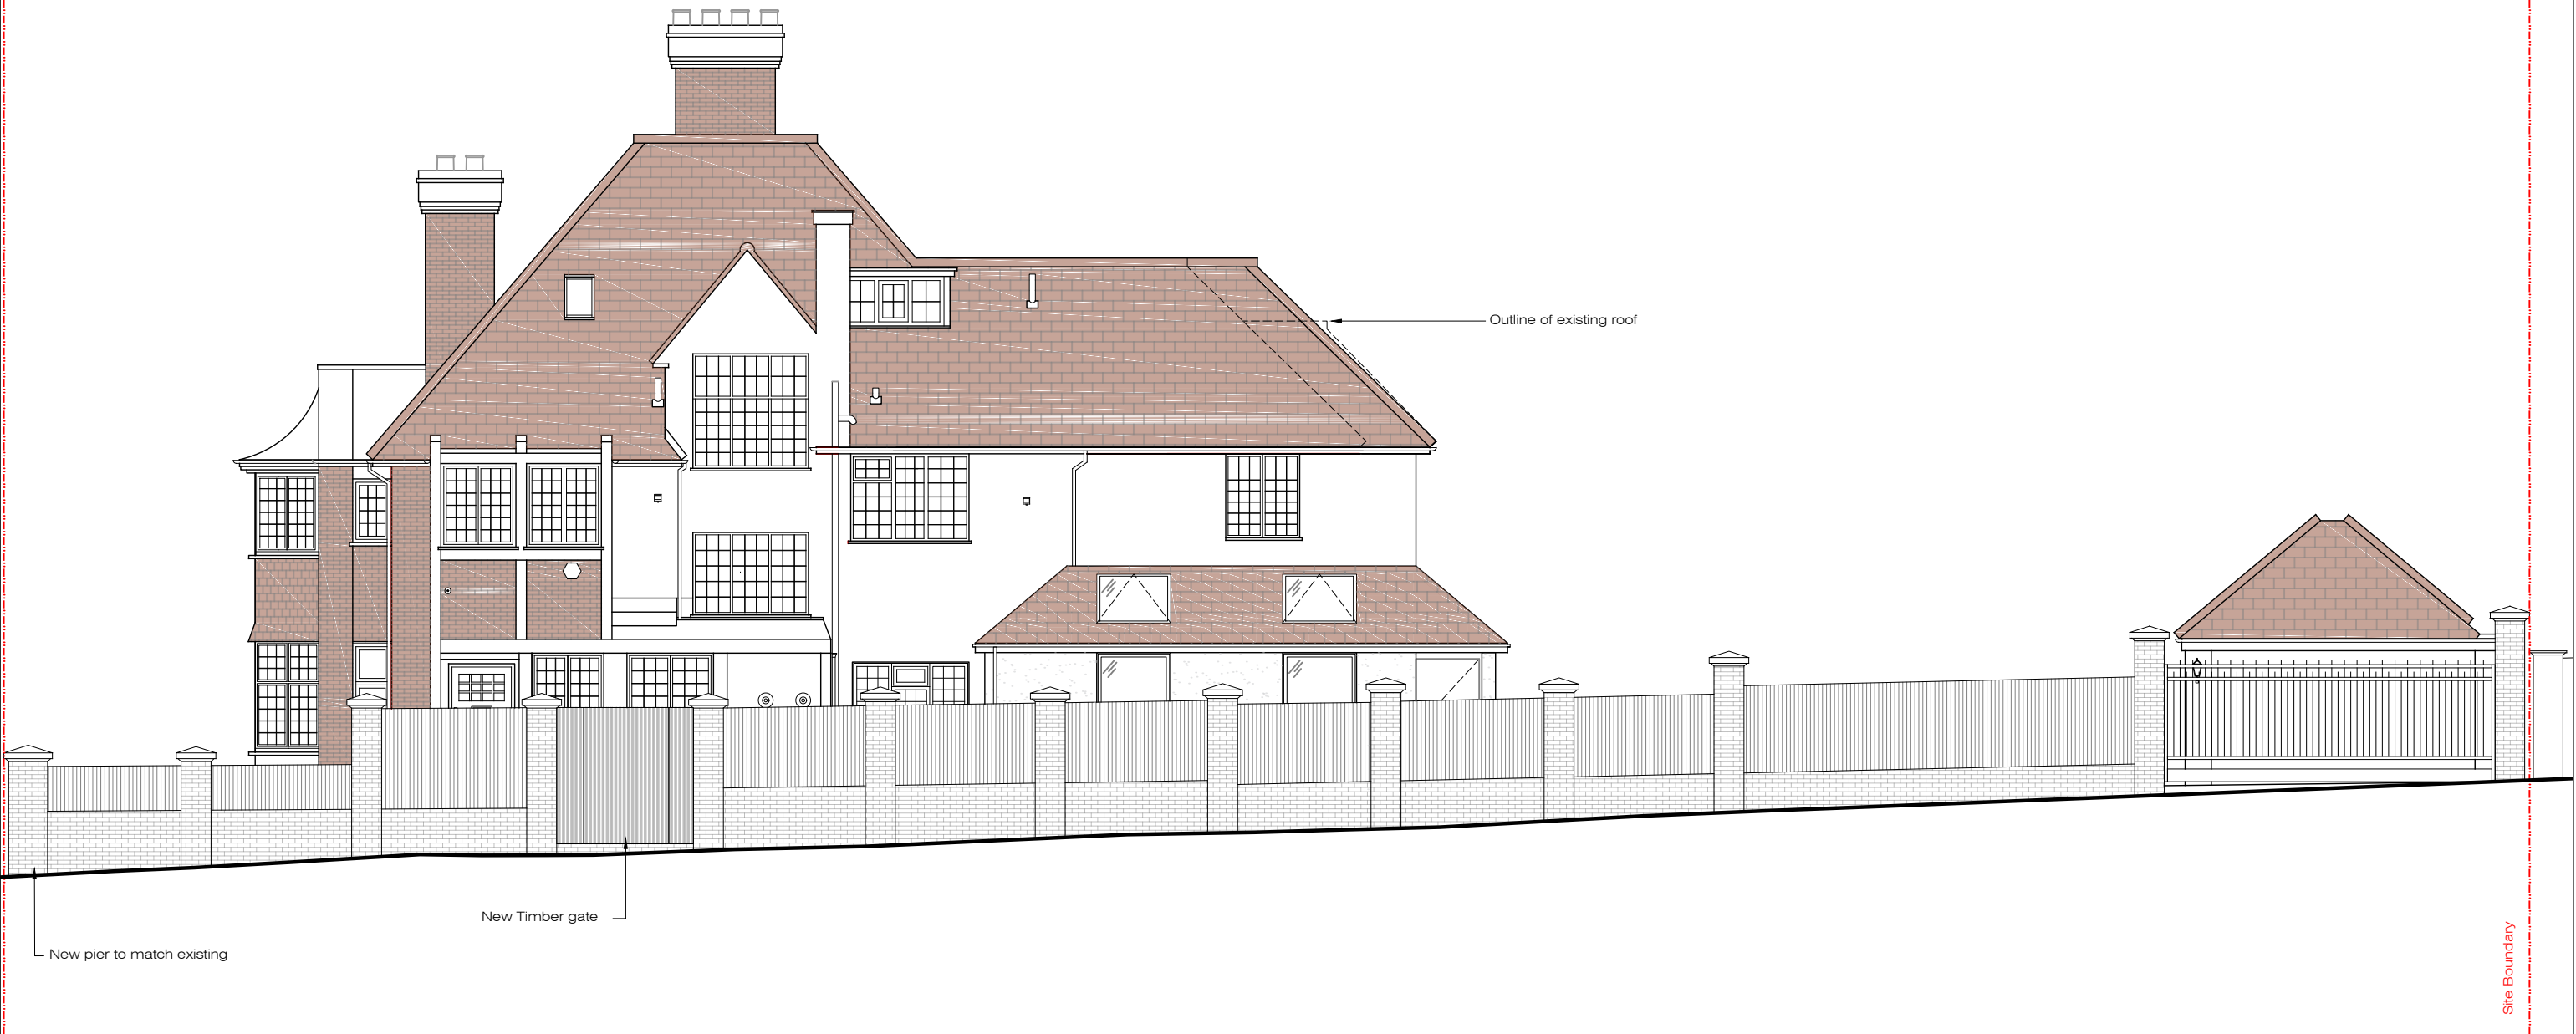 Outline of existing roof
New Timber gate
New pier to match existing
Site Boundary